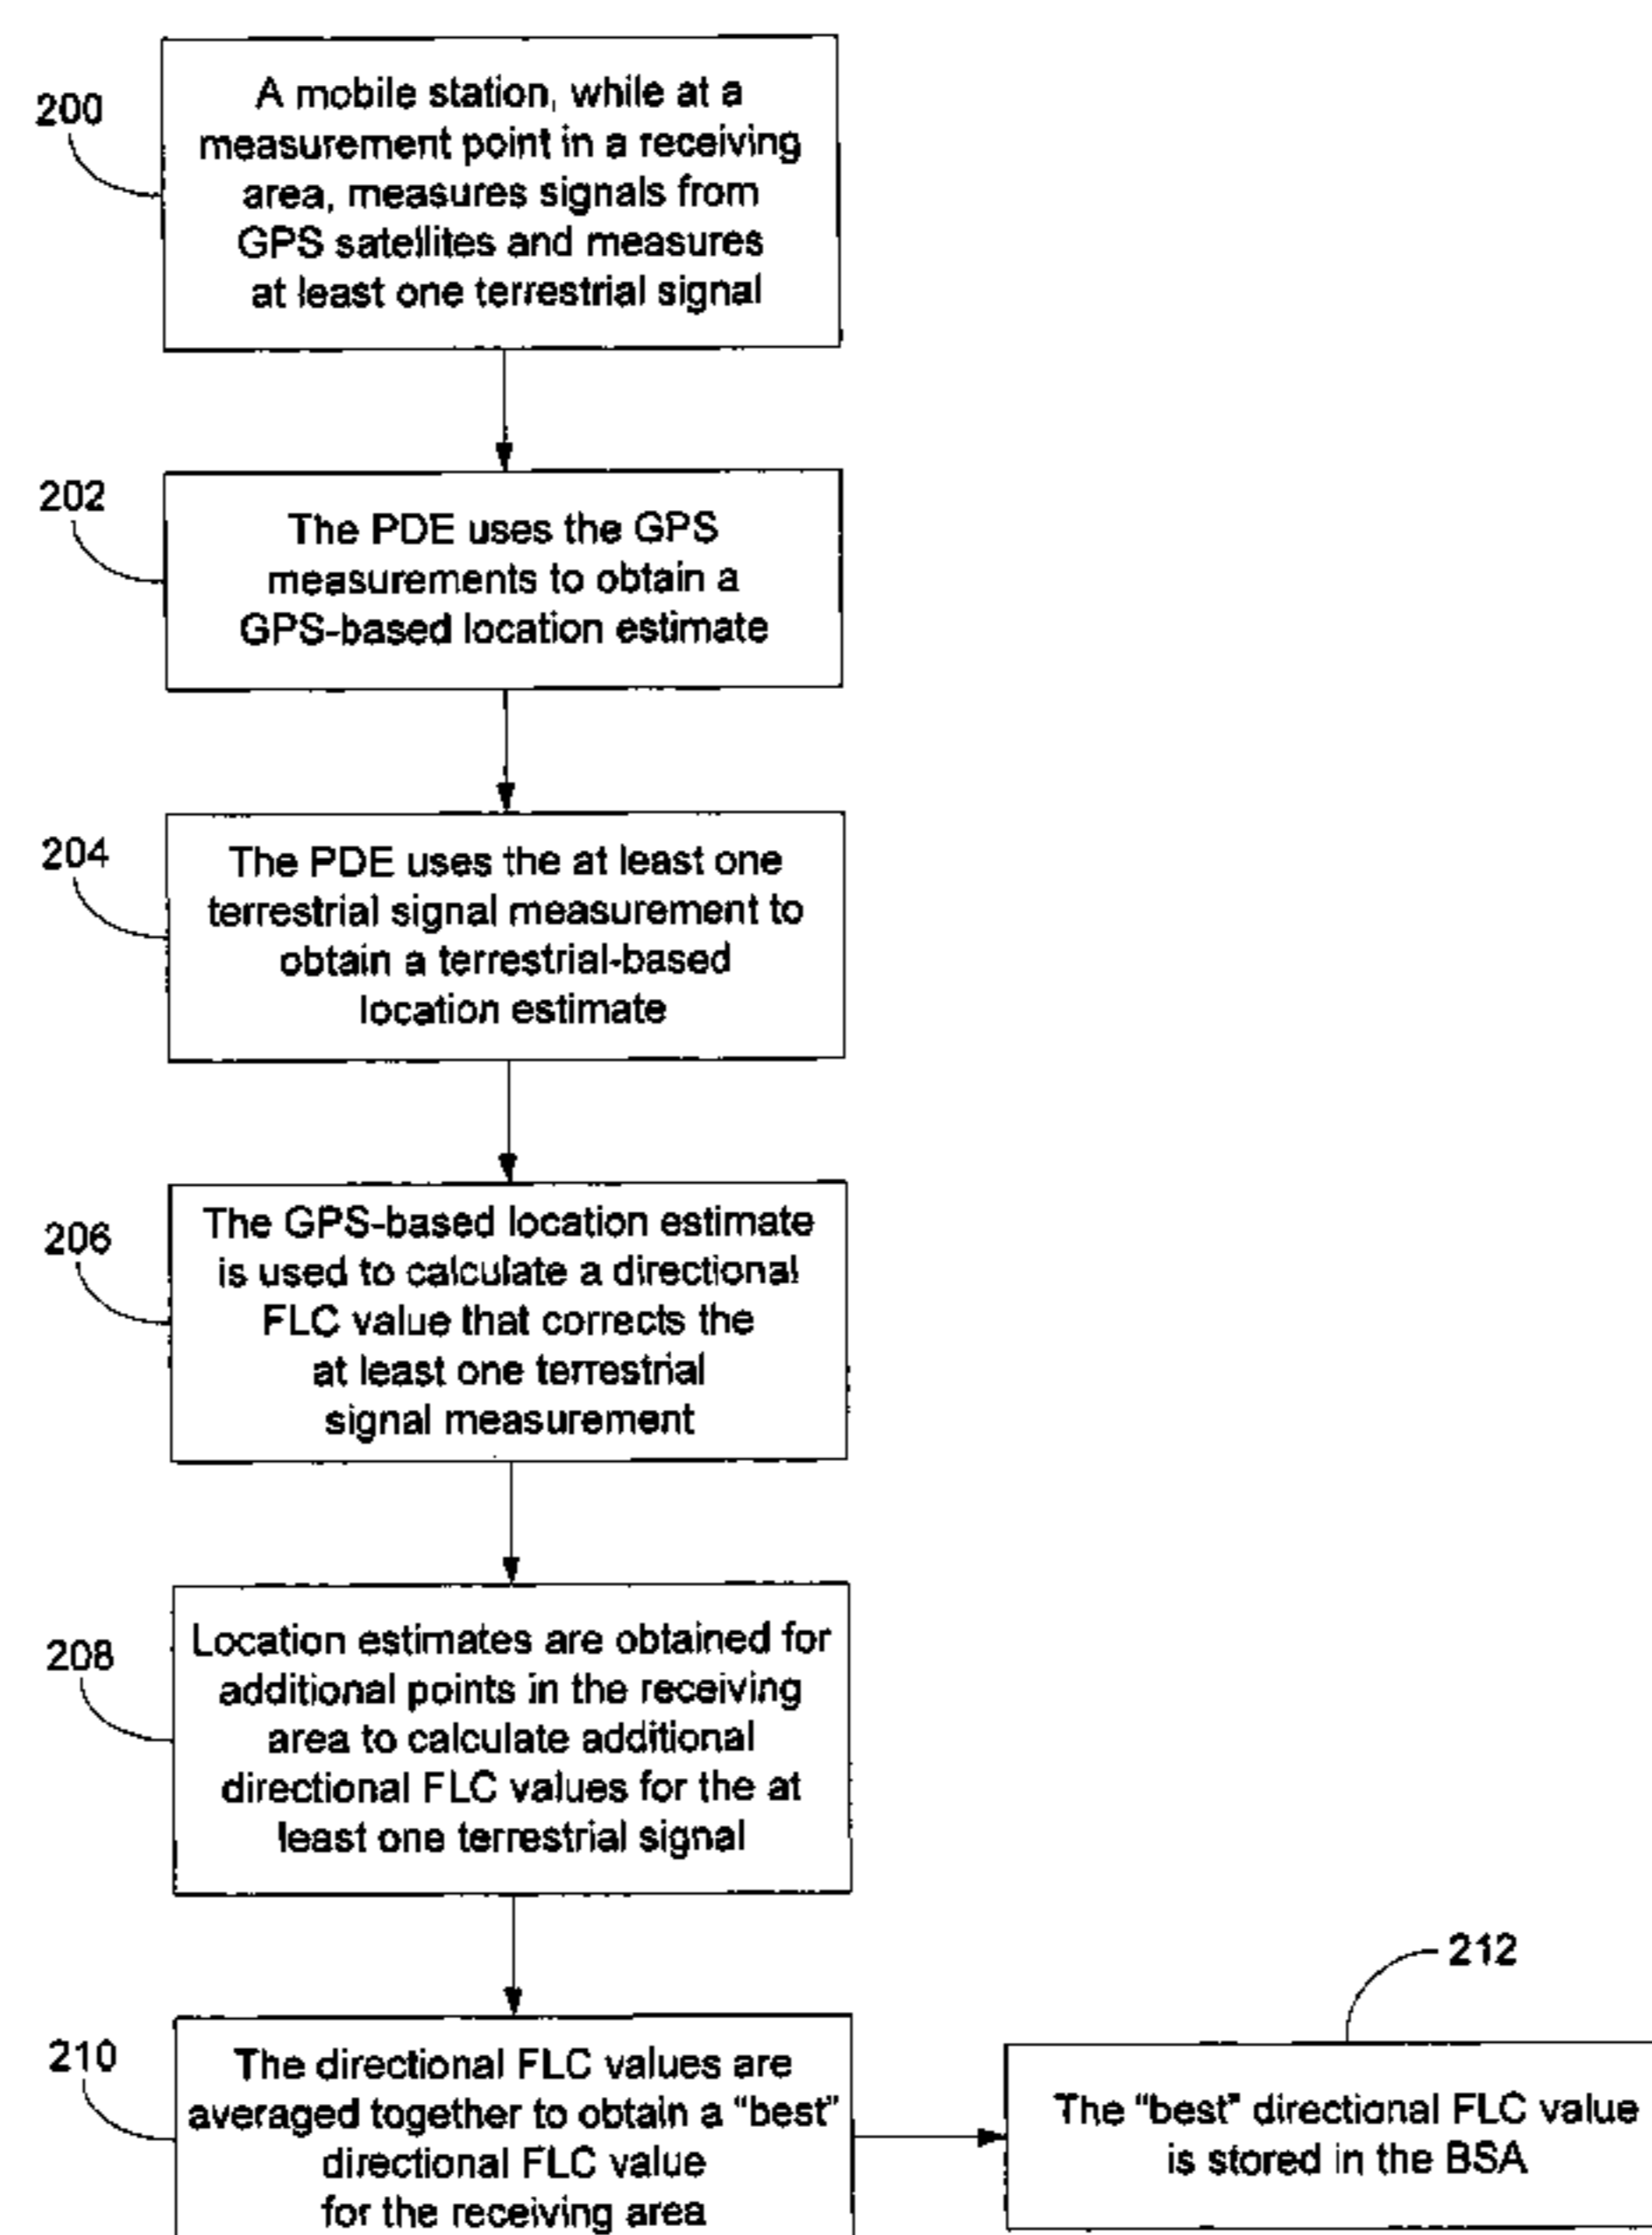 200
A mobile station, while at a
measurement point in a receiving
area, measures signals from
GPS satellites and measures
at least one terrestrial signal
202
The PDE uses the GPS
measurements to obtain a
GPS-based location estimate
204
The PDE uses the at least one
terrestrial signal measurement to
obtain a terrestrial-based
location estimate
206
The GPS-based location estimate
is used to calculate a directional
FLC value that corrects the
at least one terrestrial
signal measurement
208
Location estimates are obtained for
additional points in the receiving
area to calculate additional
directional FLC values for the at
least one terrestrial signal
210
The directional FLC values are
averaged together to obtain a “best”
directional FLC value
for the receiving area
212
The “best” directional FLC value
is stored in the BSA